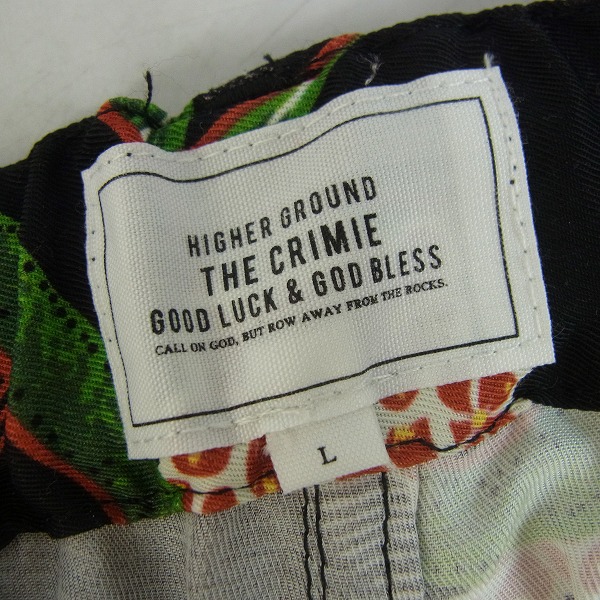 HIGHER GROUND
THE CRIMIE
GOOD LUCK & GOD BLESS
CALL ON GOD, BUT ROW AWAY FROM THE ROCKS.
L